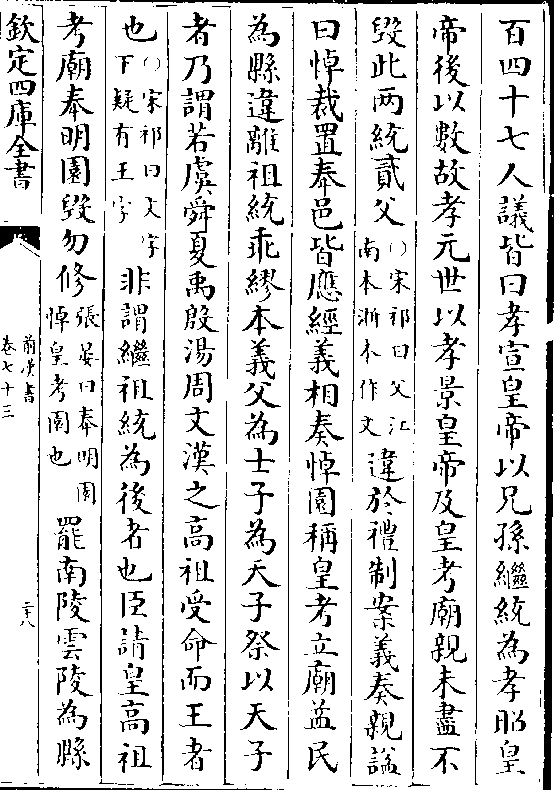 百四十七人議皆曰孝宣皇帝以兄孫繼統為孝昭皇
帝後以數故孝元世以孝景皇帝及皇考廟親未盡不
毀此兩統貳父
○宋祁曰父江
南本浙本作文
違於禮制案義奏親謚
曰悼裁置奉邑皆應經義相奏悼園稱皇考立廟益民
為縣違離祖統乖繆本義父為士子為天子祭以天子
者乃謂若虞舜夏禹殷湯周文漢之高祖受命而王者
也
○宋祁曰文字
下疑有王字
非謂繼祖統為後者也臣請皇高祖
考廟奉明園毀勿修
張晏曰奉明園
悼皇考園也
罷南陵雲陵為縣
欽定四庫全書
前漢書
卷七十三
二十八